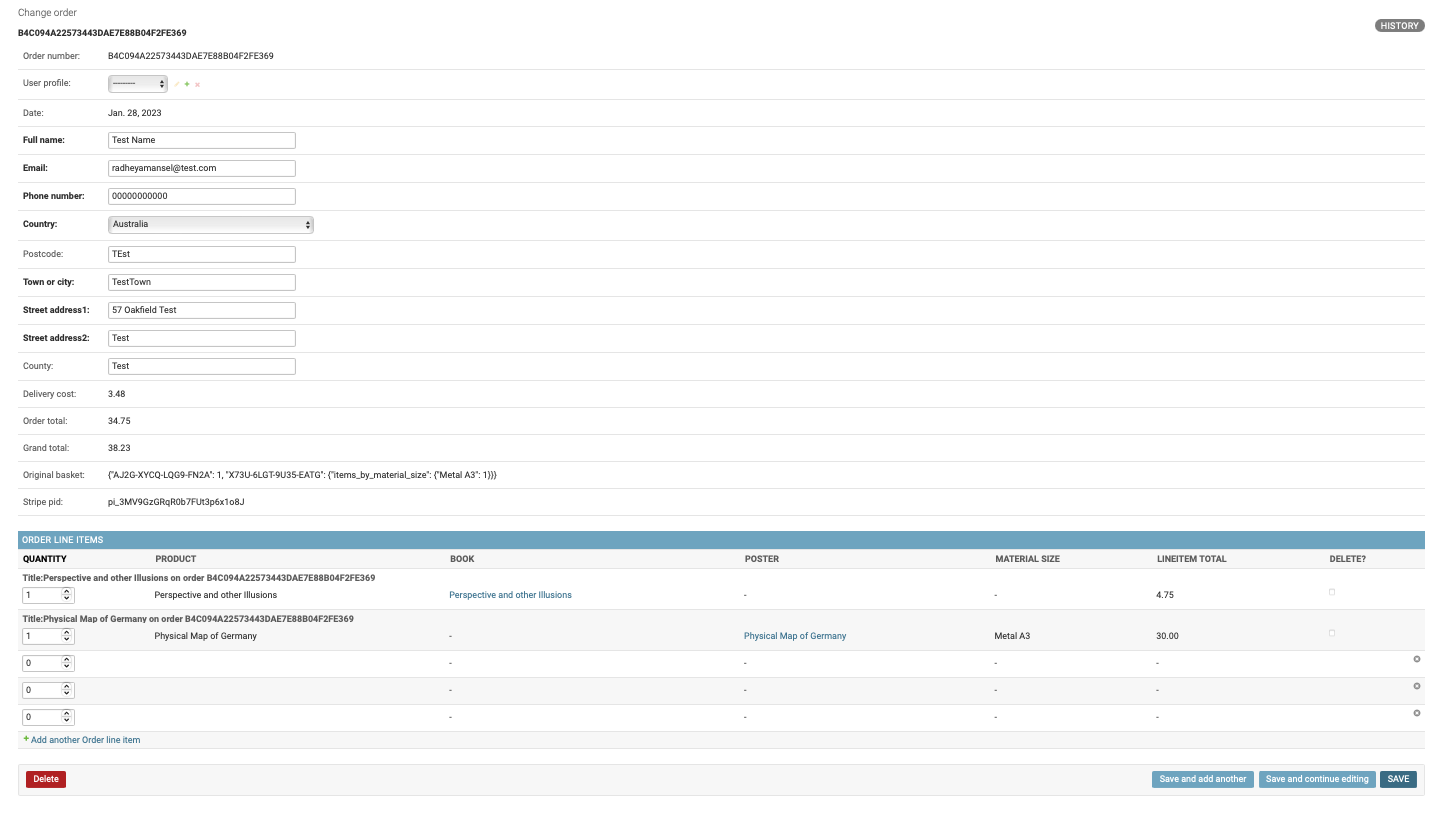 Change order
B4C094A22573443DAE7E88B04F2FE369
HISTORY
Order number: B4C094A22573443DAE7E88B04F2FE369
User profile: ---------
Date: Jan. 28, 2023
Full name: Test Name
Email: radheyamansel@test.com
Phone number: 00000000000
Country: Australia
Postcode: TEst
Town or city: TestTown
Street address1: 57 Oakfield Test
Street address2: Test
County: Test
Delivery cost: 3.48
Order total: 34.75
Grand total: 38.23
Original basket: {"AJ2G-XYCQ-LQG9-FN2A": 1, "X73U-6LGT-9U35-EATG": {"items_by_material_size": {"Metal A3": 1}}}
Stripe pid: pi_3MV9GzGRqR0b7FUt3p6x1o8J
ORDER LINE ITEMS
QUANTITY PRODUCT BOOK POSTER MATERIAL SIZE LINEITEM TOTAL DELETE?
Title:Perspective and other Illusions on order B4C094A22573443DAE7E88B04F2FE369
1 Perspective and other Illusions Perspective and other Illusions - - 4.75
Title:Physical Map of Germany on order B4C094A22573443DAE7E88B04F2FE369
1 Physical Map of Germany - Physical Map of Germany Metal A3 30.00
0 - - - -
0 - - - -
0 - - - -
+ Add another Order line item
Delete Save and add another Save and continue editing SAVE